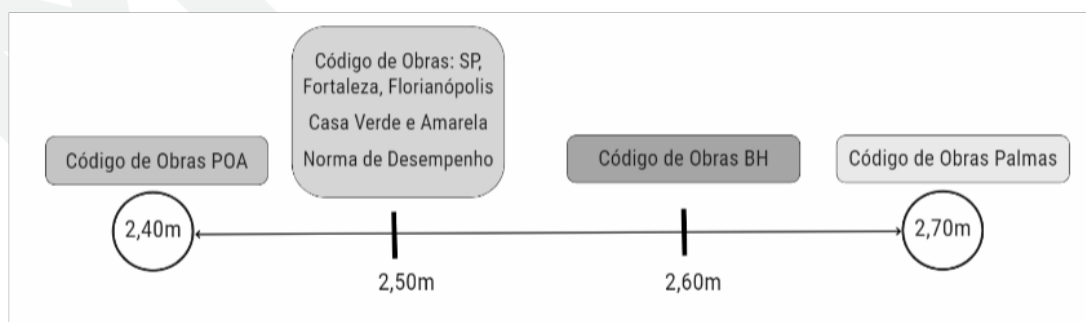 Código de Obras: SP,
Fortaleza, Florianópolis
Casa Verde e Amarela
Norma de Desempenho
Código de Obras POA
Código de Obras BH
Código de Obras Palmas
2,40m
2,70m
2,50m
2,60m